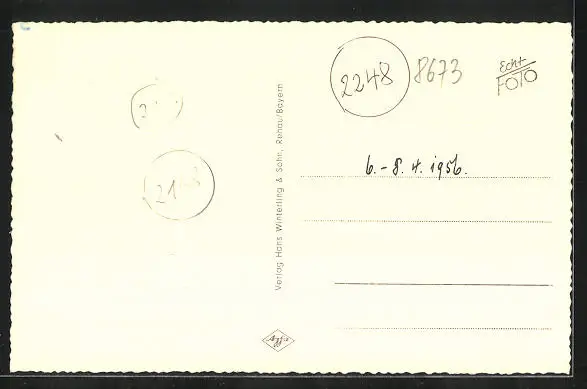 2248 8673
Echt
FOTO
6.-8.4.1956.
Verlag Hans Winterling & Sohn, Rehau/Bayern
Agfa